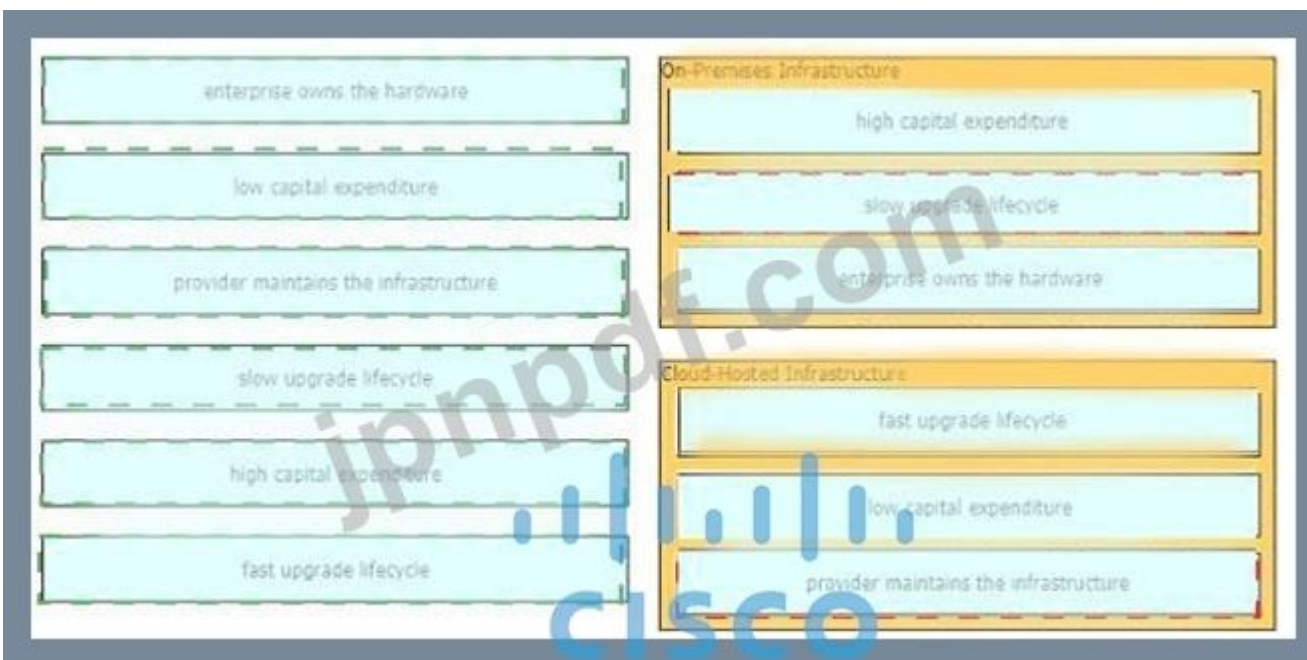 enterprise owns the hardware
low capital expenditure
provider maintains the infrastructure
slow upgrade lifecycle
high capital expenditure
fast upgrade lifecycle
On-Premises Infrastructure
high capital expenditure
slow upgrade lifecycle
enterprise owns the hardware
Cloud-Hosted Infrastructure
fast upgrade lifecycle
low capital expenditure
provider maintains the infrastructure
jpnpdf.com
CISCO